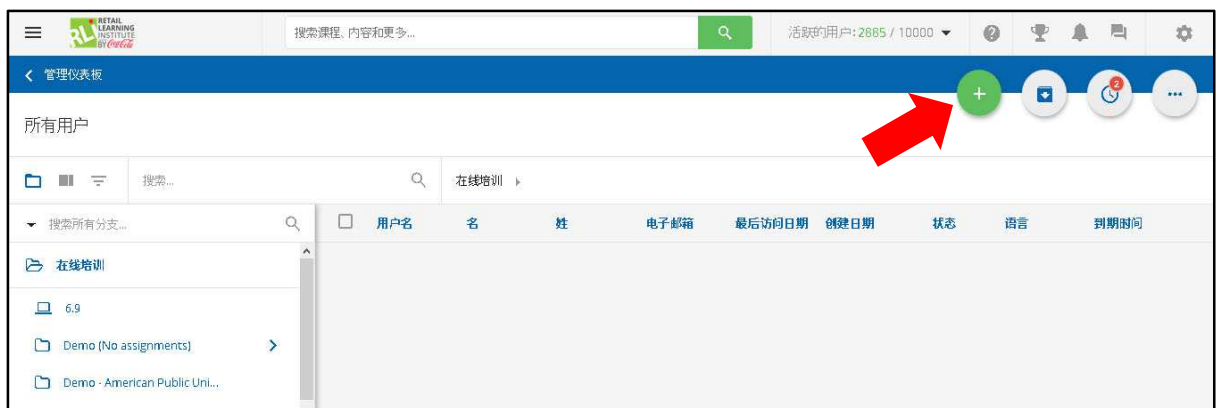 RETAIL
LEARNING
INSTITUTE
BY Coca-Cola
RLi
搜索课程、内容和更多...
活跃的用户: 2885 / 10000
管理仪表板
+
2
...
所有用户
搜索...
在线培训
搜索所有分支...
用户名 名 姓 电子邮箱 最后访问日期 创建日期 状态 语言 到期时间
在线培训
6.9
Demo (No assignments)
Demo - American Public Uni...